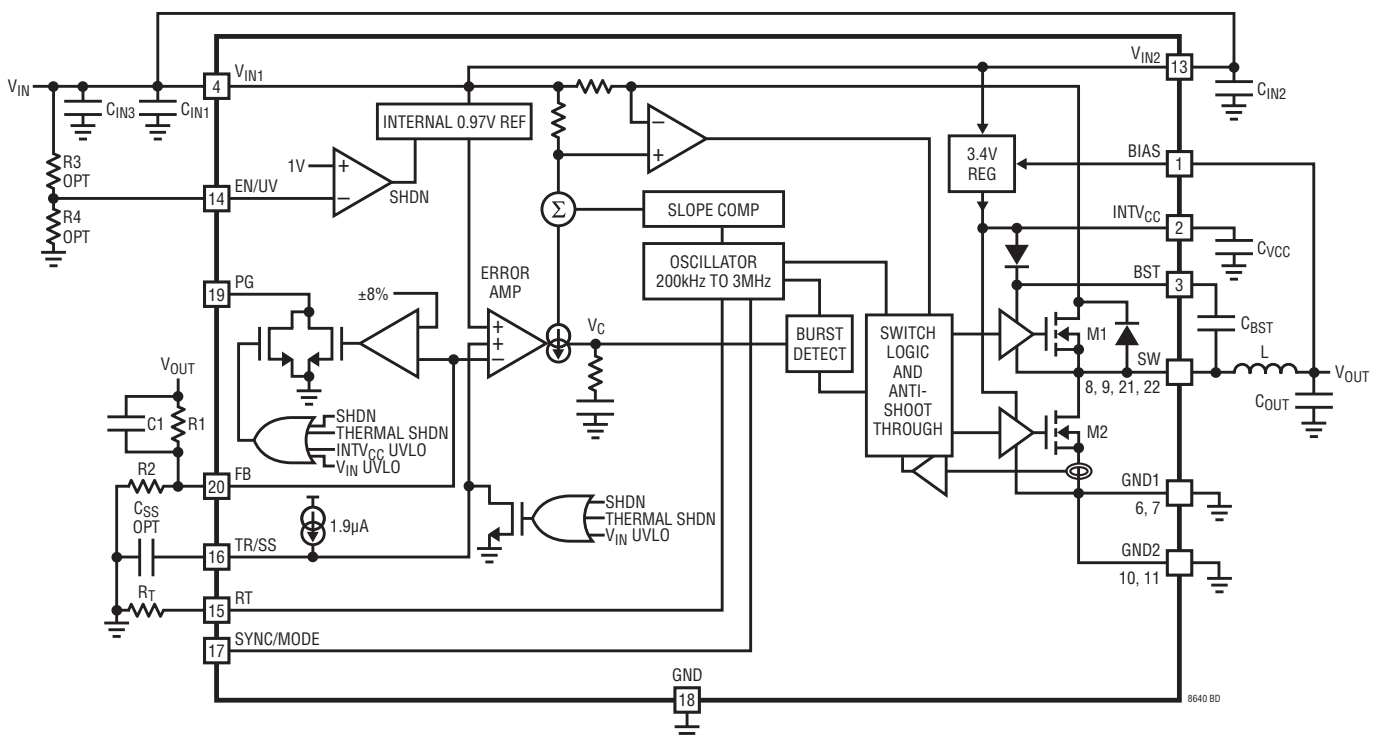 VIN2
13
VIN
4
VIN1
CIN3
CIN1
CIN2
INTERNAL 0.97V REF
R3
OPT
1V
+
−
SHDN
−
+
3.4V
REG
BIAS
1
14
EN/UV
R4
OPT
Σ
SLOPE COMP
INTVCC
2
CVCC
OSCILLATOR
200kHz TO 3MHz
PG
19
±8%
ERROR
AMP
+
+
−
VC
BURST
DETECT
SWITCH
LOGIC
AND
ANTI-
SHOOT
THROUGH
BST
3
CBST
M1
SW
8, 9, 21, 22
L
VOUT
COUT
VOUT
C1
R1
SHDN
THERMAL SHDN
INTVCC UVLO
VIN UVLO
M2
R2
20
FB
GND1
6, 7
CSS
OPT
1.9µA
SHDN
THERMAL SHDN
VIN UVLO
16
TR/SS
GND2
10, 11
RT
15
RT
17
SYNC/MODE
GND
18
8640 BD